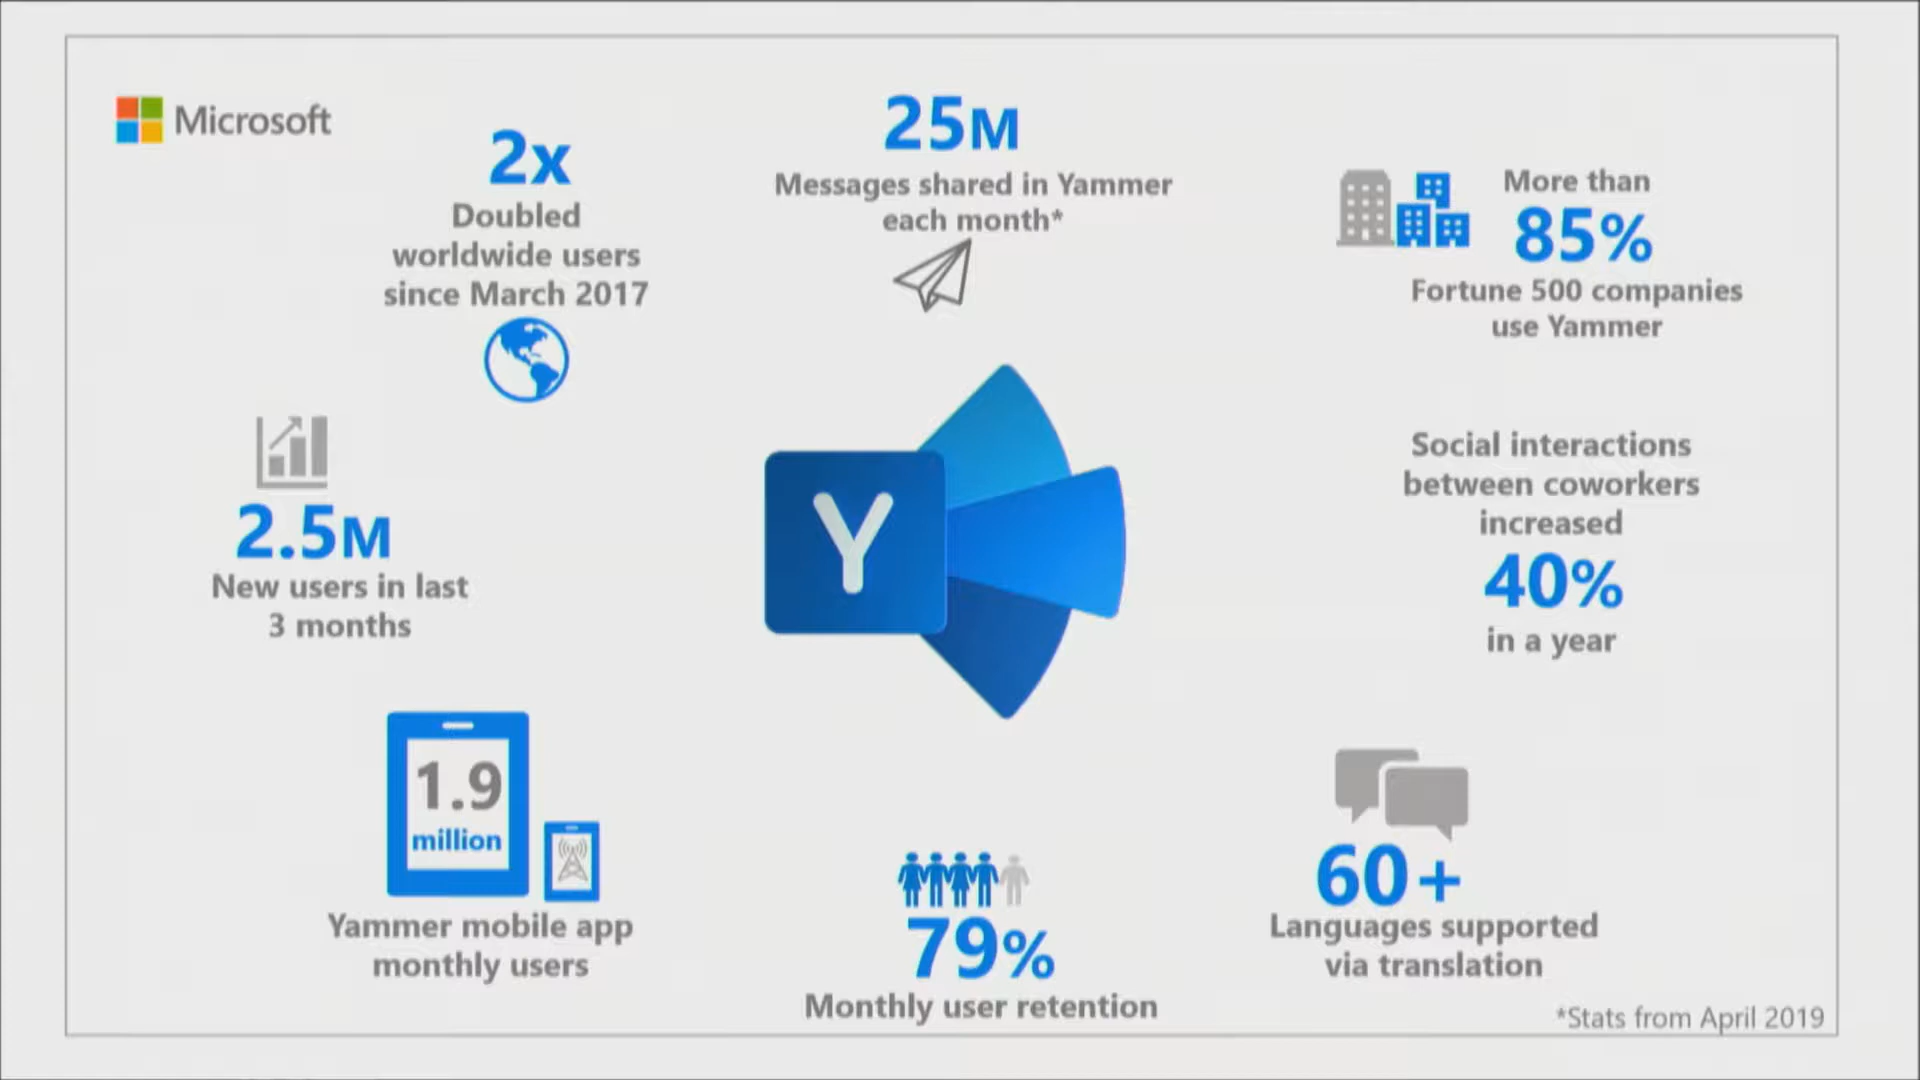 Microsoft
2x
Doubled
worldwide users
since March 2017
25M
Messages shared in Yammer
each month*
More than
85%
Fortune 500 companies
use Yammer
2.5M
New users in last
3 months
Y
Social interactions
between coworkers
increased
40%
in a year
1.9
million
Yammer mobile app
monthly users
79%
Monthly user retention
60+
Languages supported
via translation
*Stats from April 2019